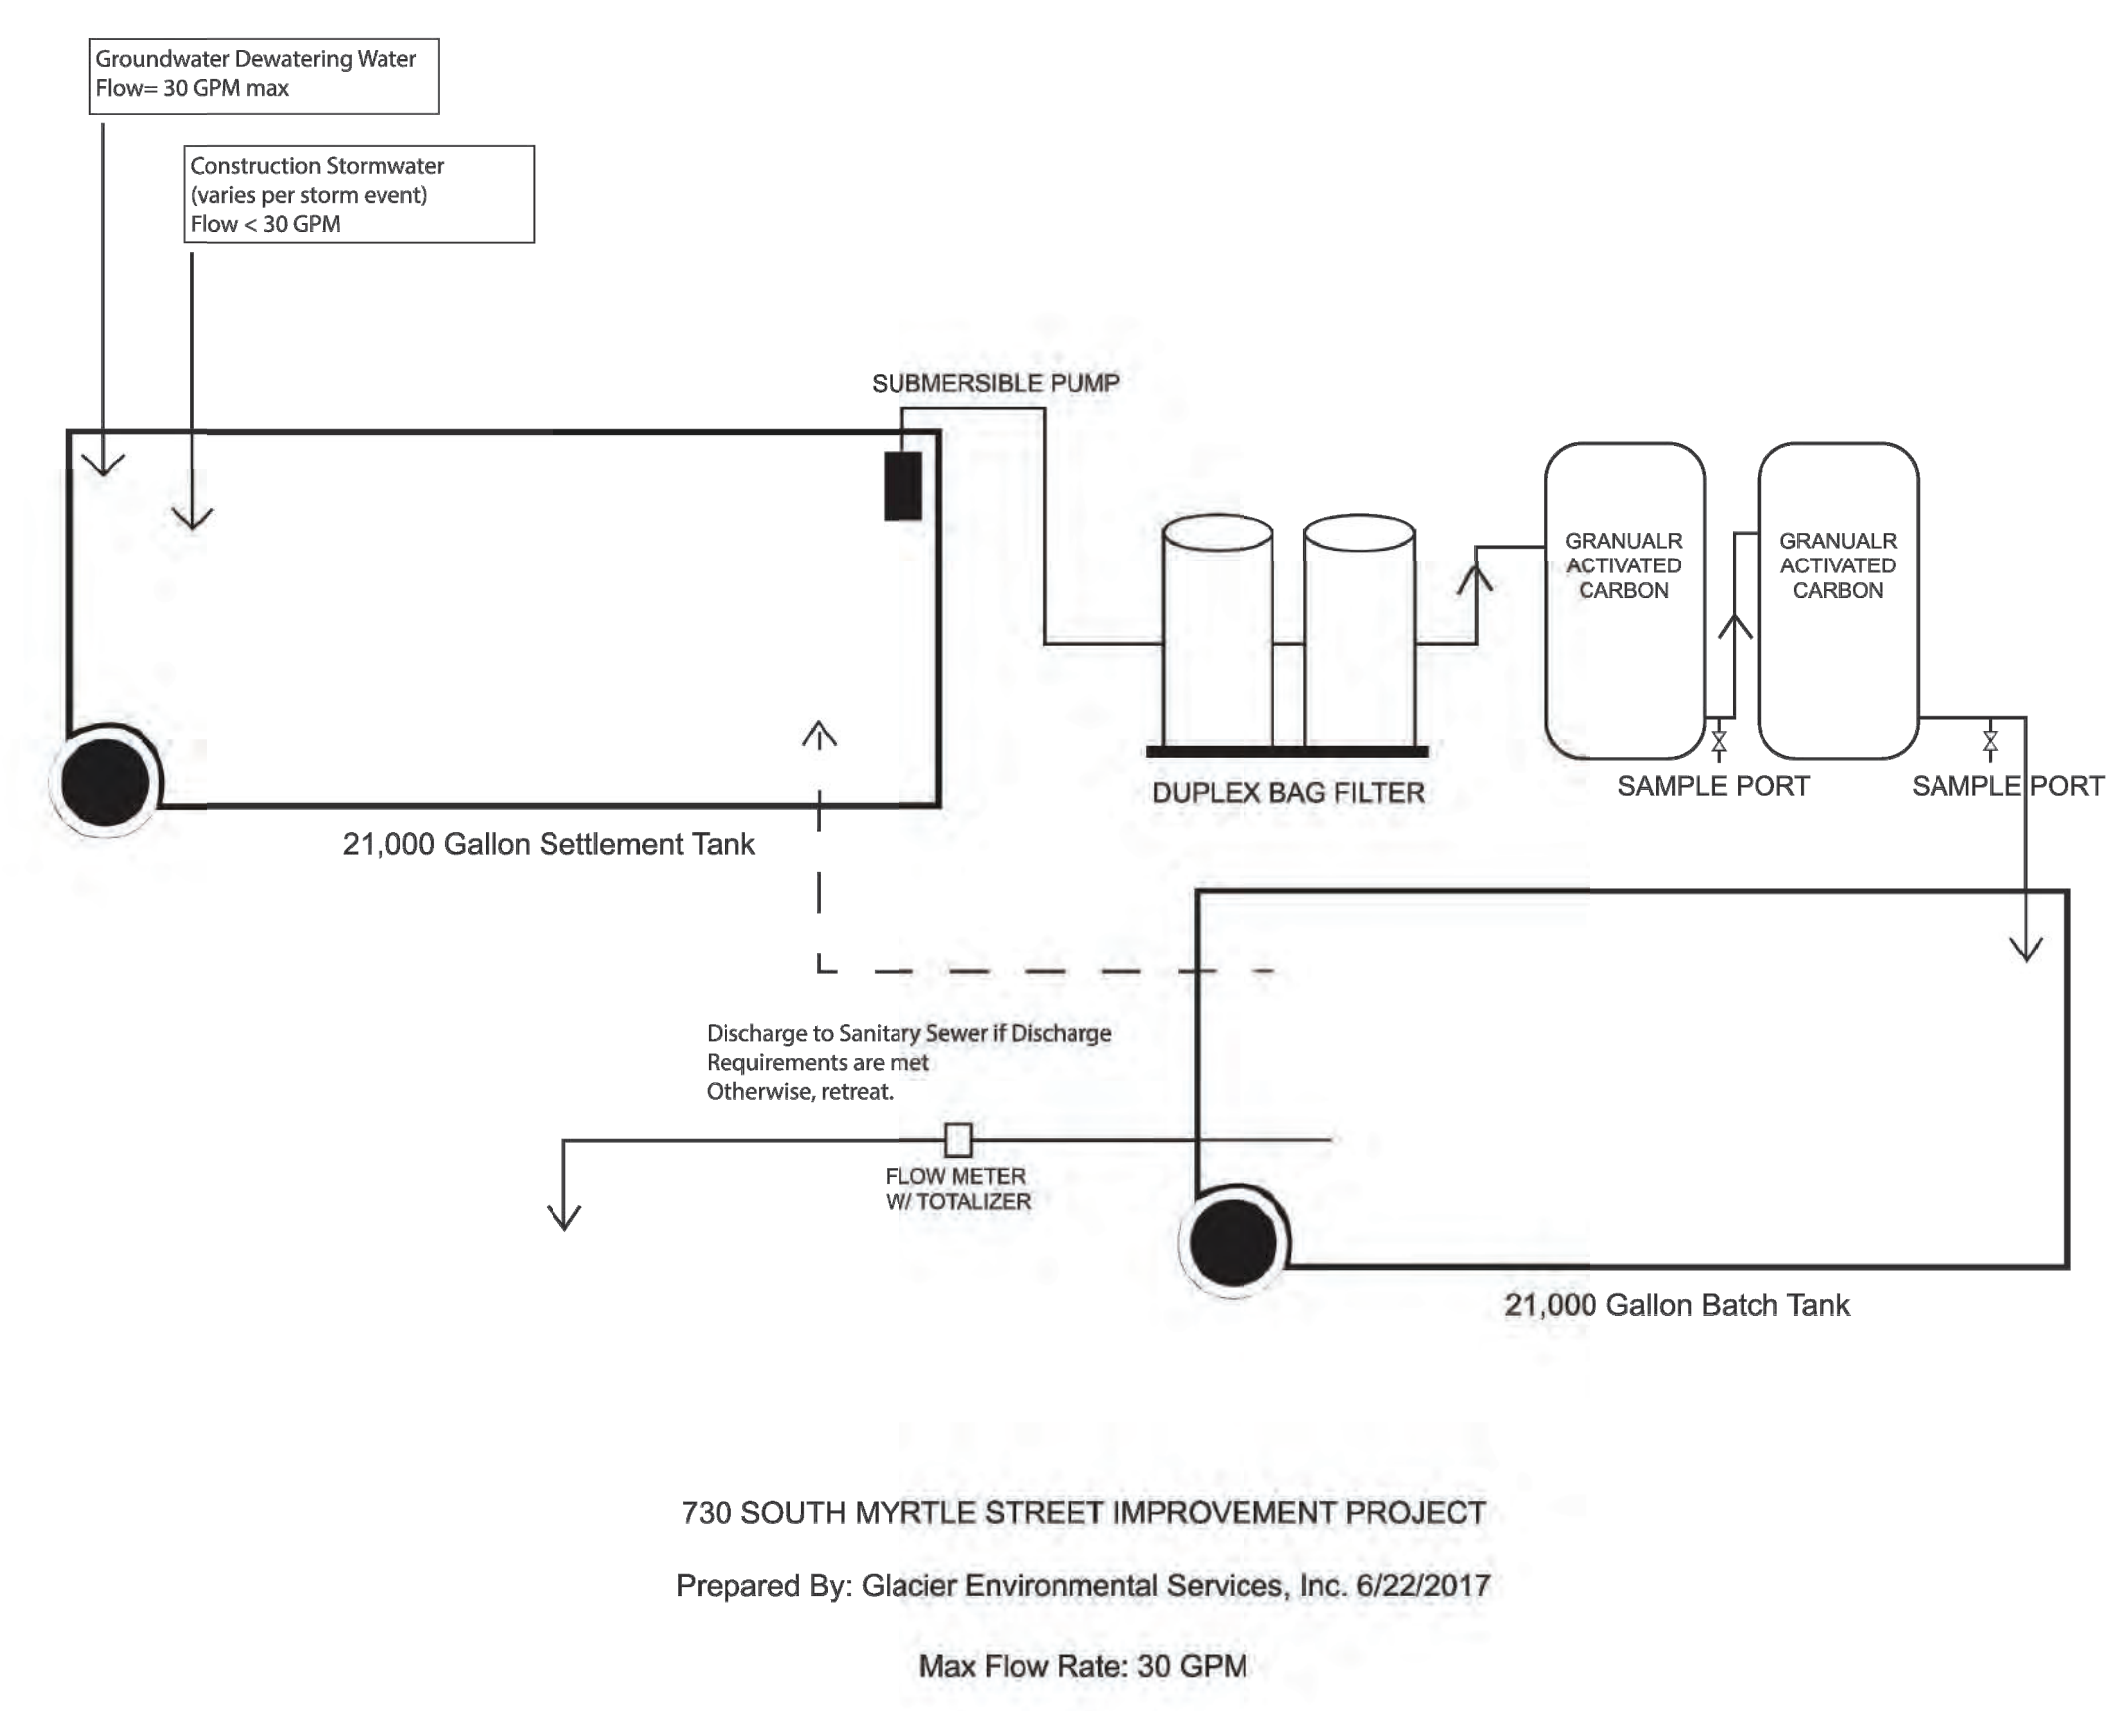 Groundwater Dewatering Water
Flow= 30 GPM max
Construction Stormwater
(varies per storm event)
Flow < 30 GPM
SUBMERSIBLE PUMP
GRANUALR
ACTIVATED
CARBON
GRANUALR
ACTIVATED
CARBON
DUPLEX BAG FILTER
SAMPLE PORT
SAMPLE PORT
21,000 Gallon Settlement Tank
Discharge to Sanitary Sewer if Discharge
Requirements are met
Otherwise, retreat.
FLOW METER
W/ TOTALIZER
21,000 Gallon Batch Tank
730 SOUTH MYRTLE STREET IMPROVEMENT PROJECT
Prepared By: Glacier Environmental Services, Inc. 6/22/2017
Max Flow Rate: 30 GPM